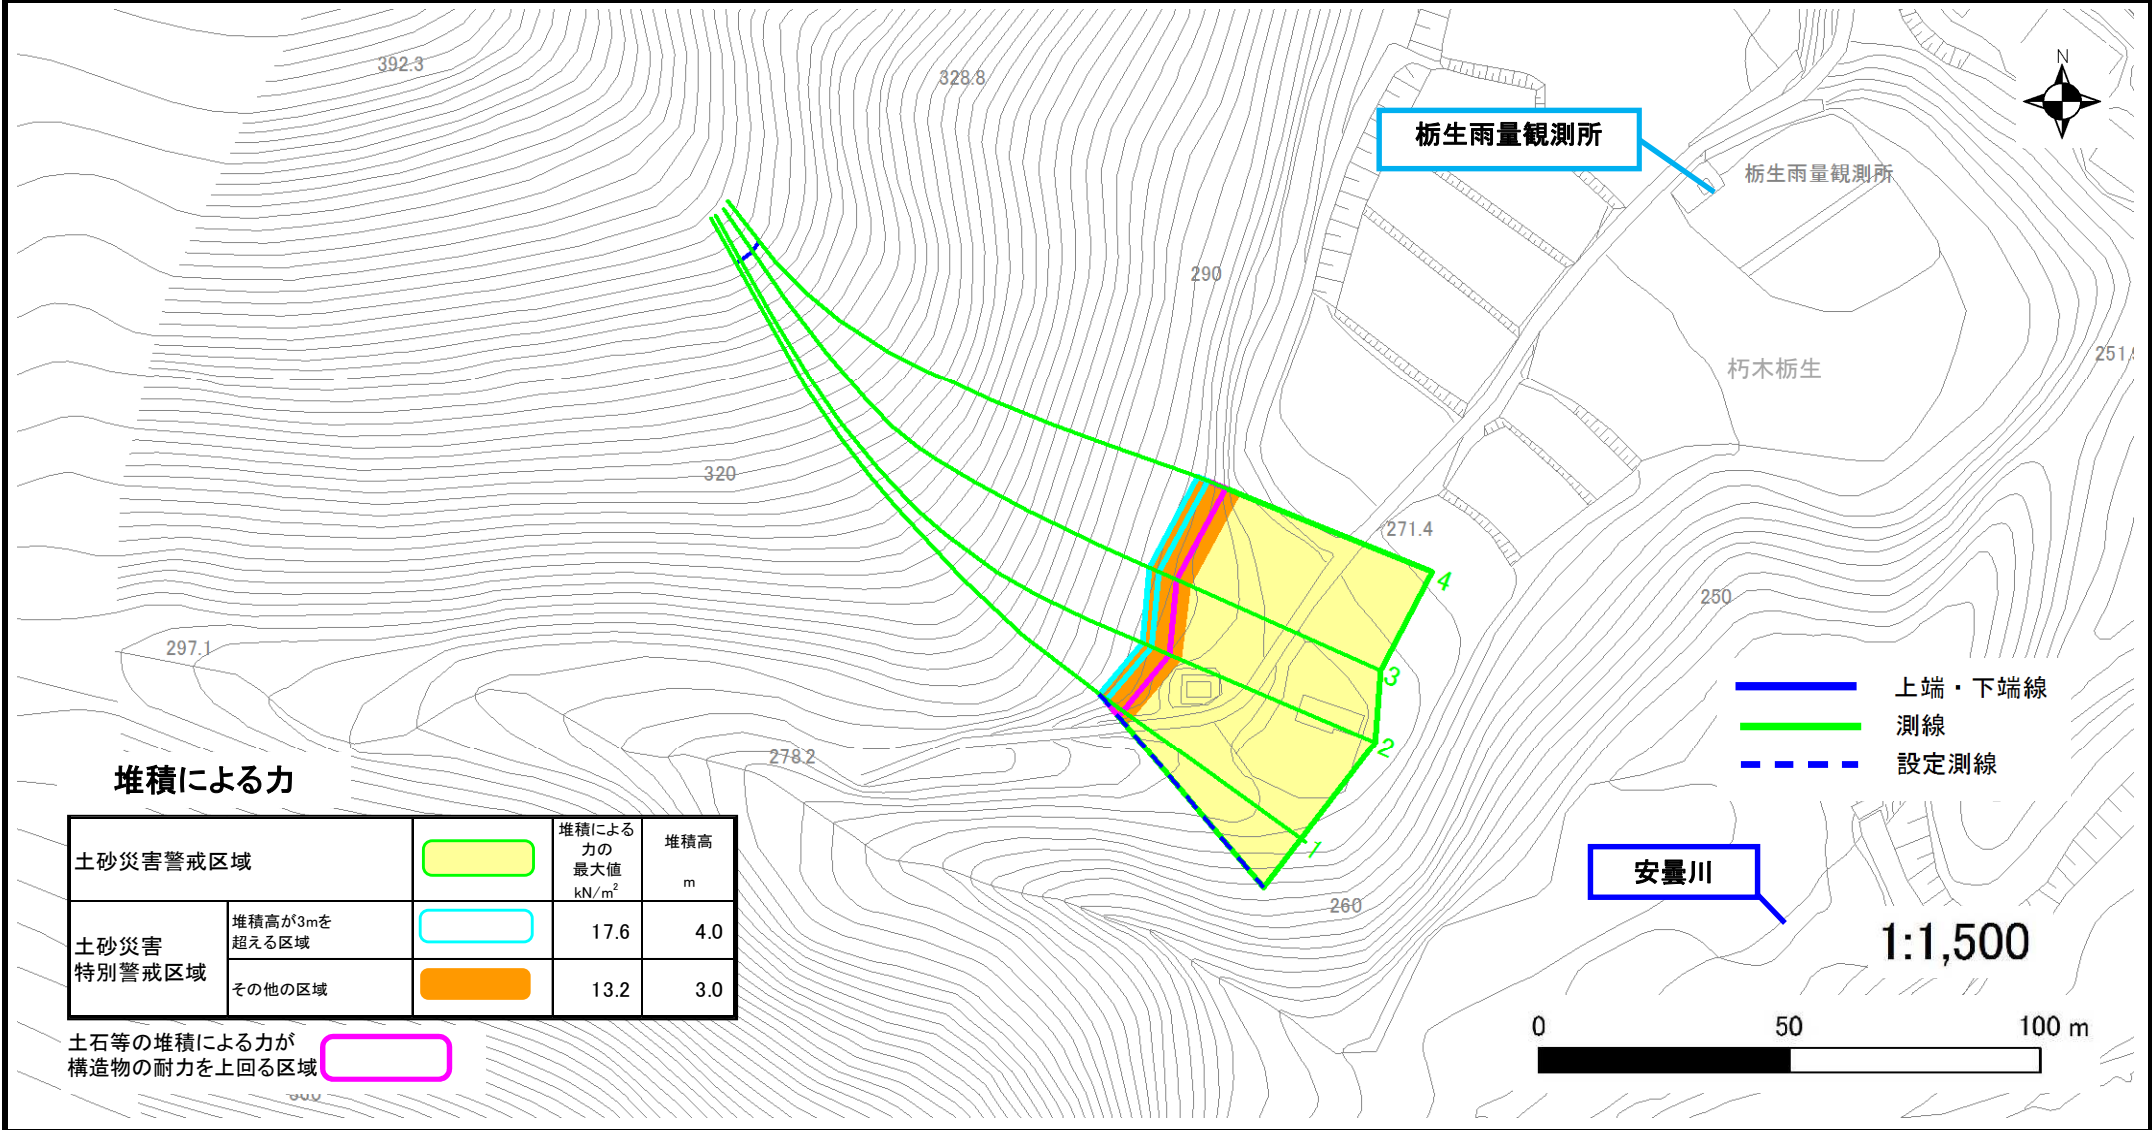 392.3
328.8
N
栃生雨量観測所
栃生雨量観測所
290
251.
朽木栃生
320
271.4
4
250
297.1
3
上端・下端線
2
測線
278.2
設定測線
堆積による力
堆積による
力の
最大値
kN/m²
堆積高
m
土砂災害警戒区域
1
土砂災害
特別警戒区域
堆積高が3mを
超える区域
17.6
4.0
その他の区域
13.2
3.0
260
安曇川
1:1,500
0 50 100 m
土石等の堆積による力が
構造物の耐力を上回る区域